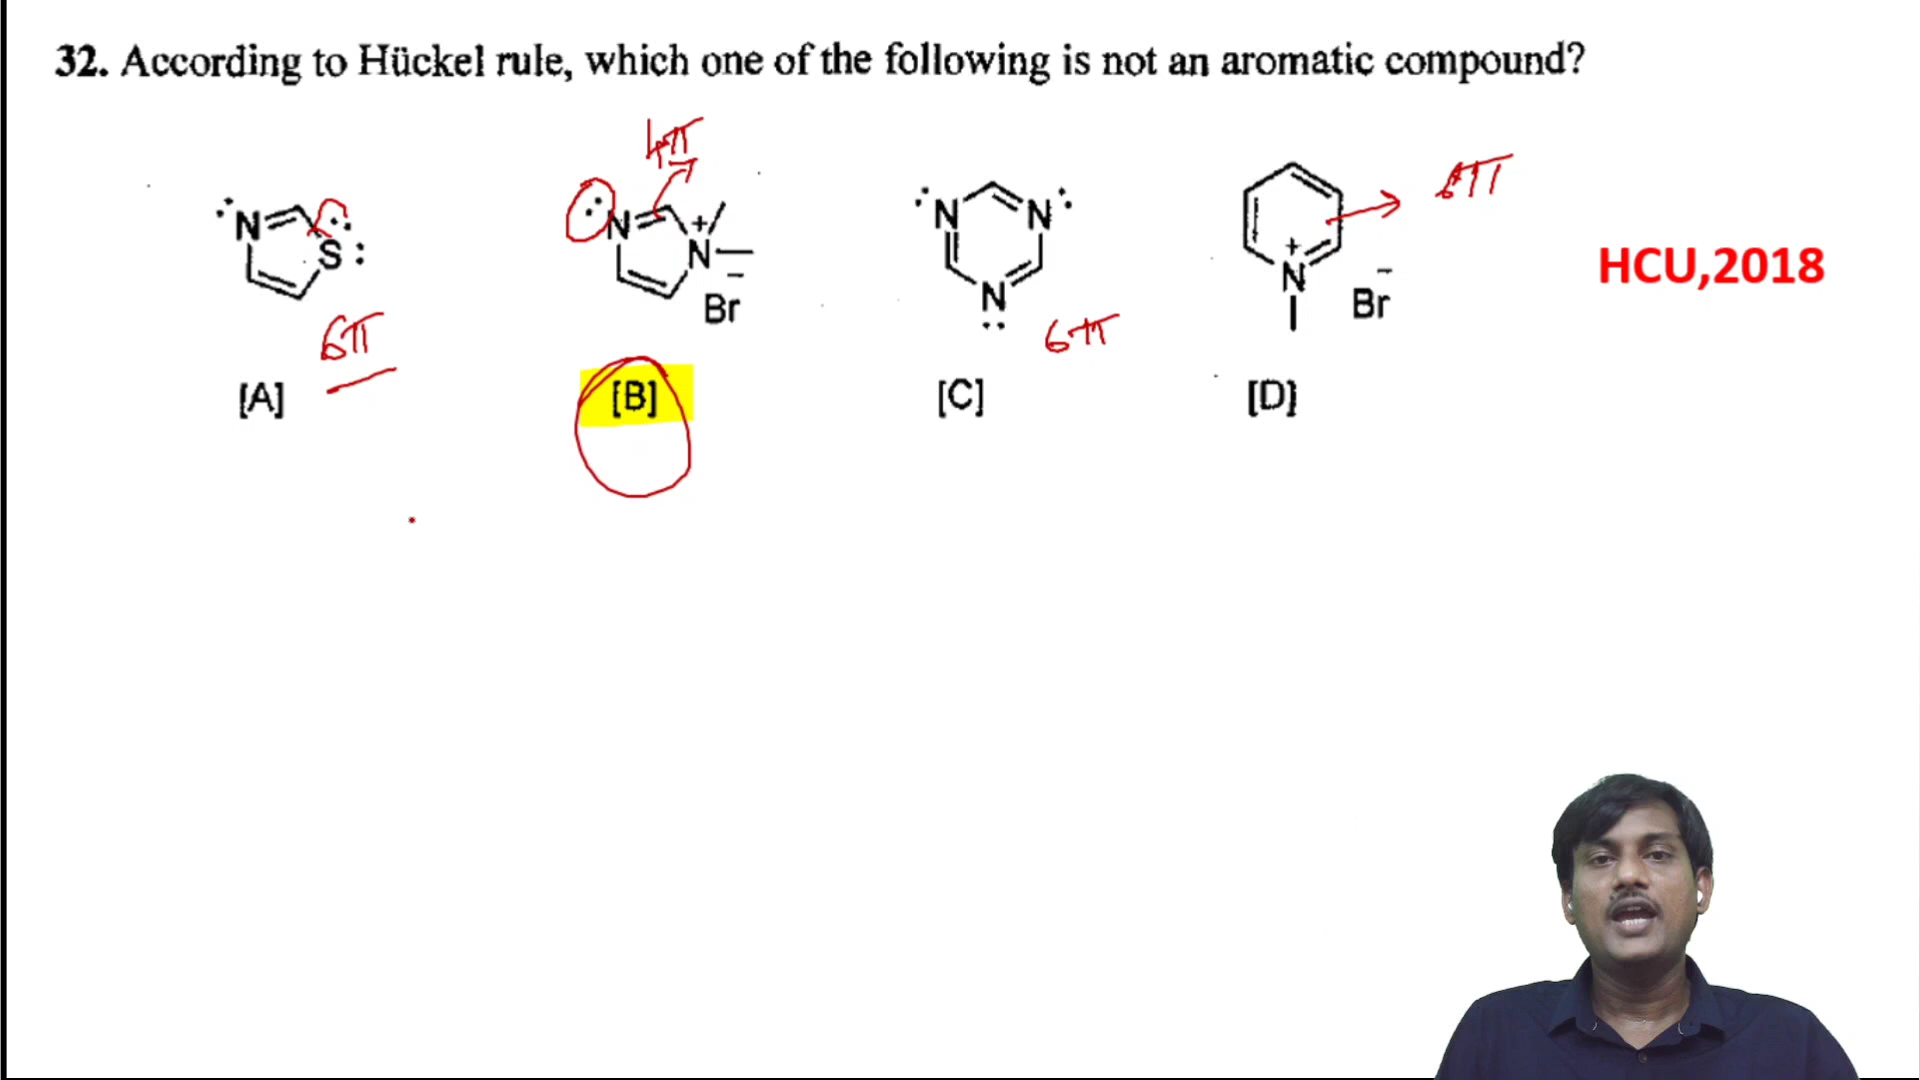 32. According to Hückel rule, which one of the following is not an aromatic compound?
4π
6π
N
S
N
N
+
Br
−
N
N
N
N
+
Br
−
HCU,2018
6π
6π
[A]
[B]
[C]
[D]